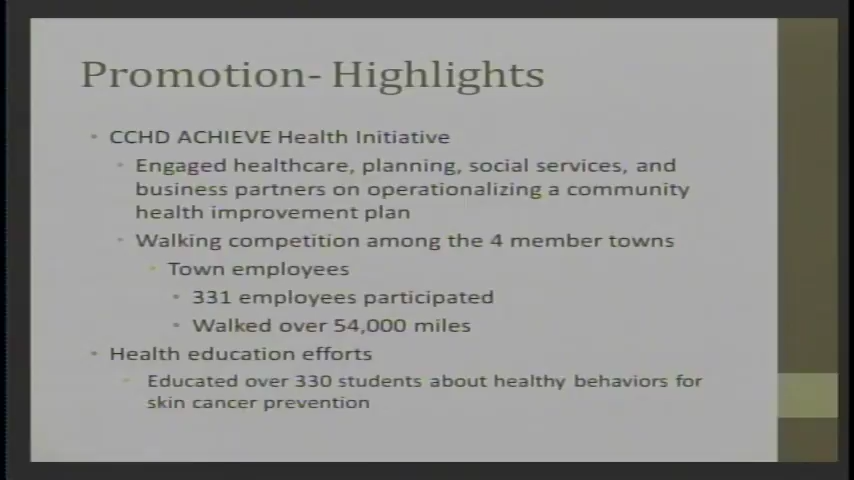 Promotion- Highlights
CCHD ACHIEVE Health Initiative
Engaged healthcare, planning, social services, and
business partners on operationalizing a community
health improvement plan
Walking competition among the 4 member towns
Town employees
331 employees participated
Walked over 54,000 miles
Health education efforts
Educated over 330 students about healthy behaviors for
skin cancer prevention